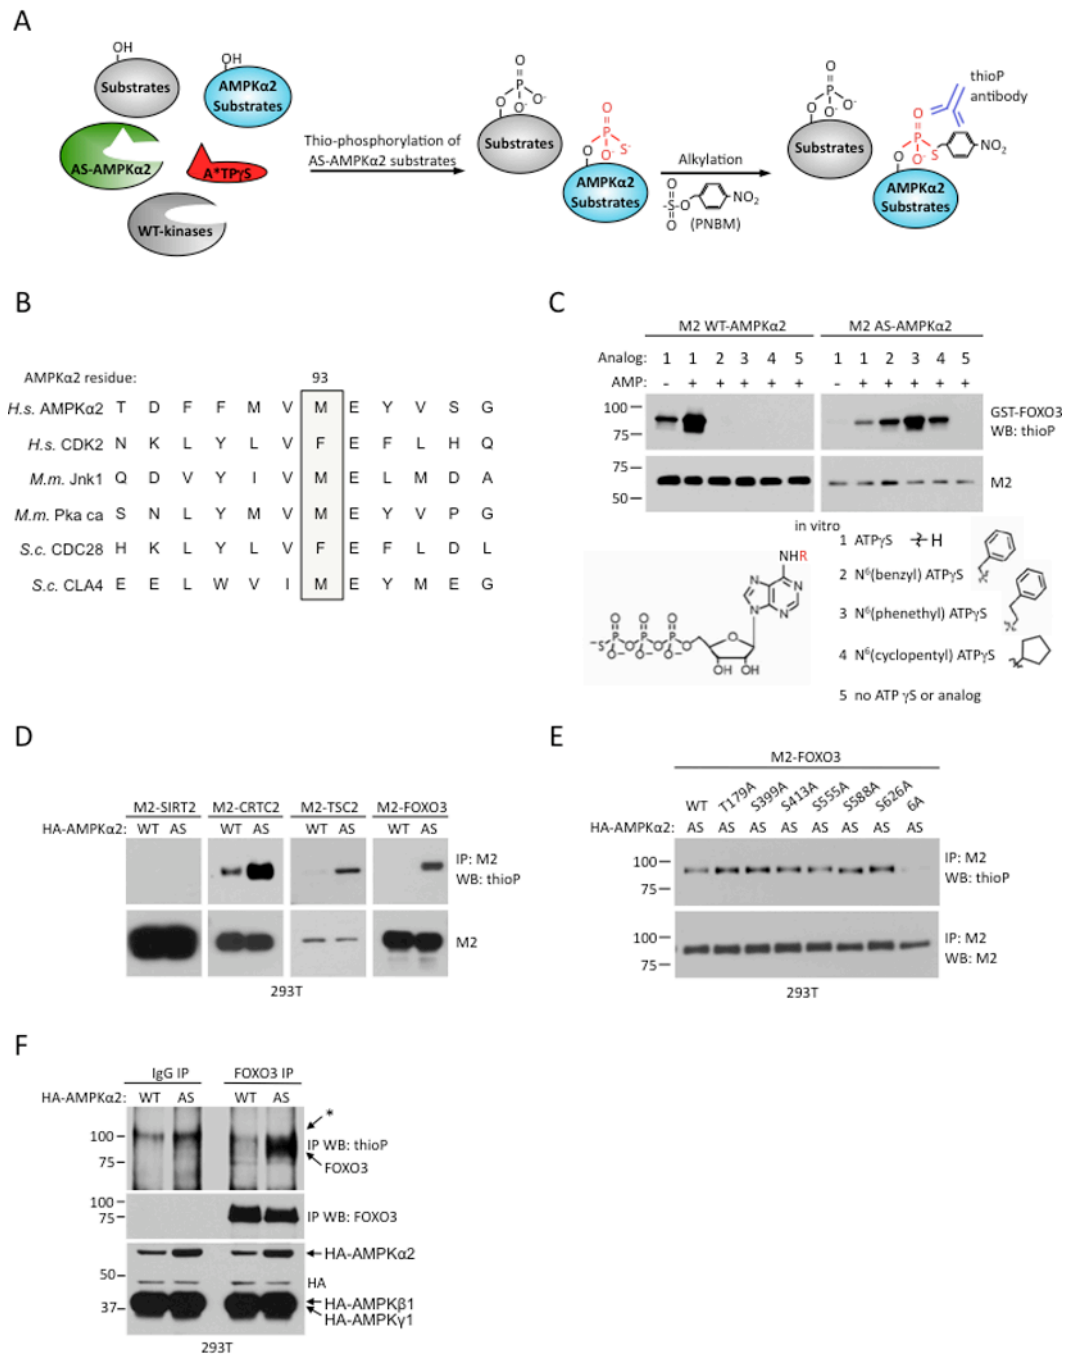 A
OH
Substrates
OH
AMPKα2
Substrates
AS-AMPKα2
A*TPγS
WT-kinases
Thio-phosphorylation of
AS-AMPKα2 substrates
O
P
O-
O
O-
Substrates
O
P
S-
O
O-
AMPKα2
Substrates
Alkylation
O
-S-O
O
NO2
(PNBM)
O
P
O-
O
O-
Substrates
thioP
antibody
O
P
S
O
O-
NO2
AMPKα2
Substrates
B
AMPKα2 residue: 93
H.s. AMPKα2 T D F F M V M E Y V S G
H.s. CDK2 N K L Y L V F E F L H Q
M.m. Jnk1 Q D V Y I V M E L M D A
M.m. Pka ca S N L Y M V M E Y V P G
S.c. CDC28 H K L Y L V F E F L D L
S.c. CLA4 E E L W V I M E Y M E G
C
M2 WT-AMPKα2 M2 AS-AMPKα2
Analog: 1 1 2 3 4 5 1 1 2 3 4 5
AMP: - + + + + + - + + + + +
100
75
GST-FOXO3
WB: thioP
75
50
M2
in vitro
NHR
N
N
N
N
O O O
-S-P-O-P-O-P-O
O- O- O-
O
OH OH
1 ATPγS H
2 N6(benzyl) ATPγS
3 N6(phenethyl) ATPγS
4 N6(cyclopentyl) ATPγS
5 no ATP γS or analog
D
M2-SIRT2 M2-CRTC2 M2-TSC2 M2-FOXO3
HA-AMPKα2: WT AS WT AS WT AS WT AS
IP: M2
WB: thioP
M2
293T
E
M2-FOXO3
WT T179A S399A S413A S555A S588A S626A 6A
HA-AMPKα2: AS AS AS AS AS AS AS AS
100
75
IP: M2
WB: thioP
100
75
IP: M2
WB: M2
293T
F
IgG IP FOXO3 IP
HA-AMPKα2: WT AS WT AS
*
100
75
IP WB: thioP
FOXO3
100
75
IP WB: FOXO3
HA-AMPKα2
50
HA
37
HA-AMPKβ1
HA-AMPKγ1
293T